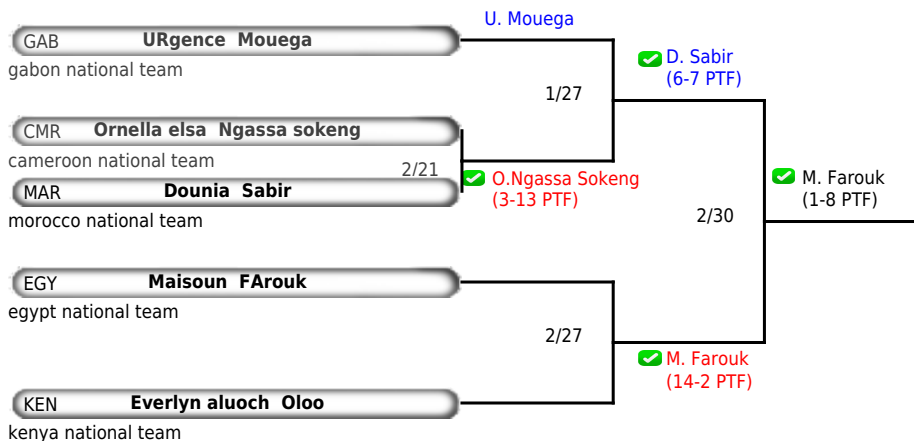 U. Mouega
GAB URgence Mouega
gabon national team
D. Sabir
(6-7 PTF)
1/27
CMR Ornella elsa Ngassa sokeng
cameroon national team
2/21
O.Ngassa Sokeng
(3-13 PTF)
MAR Dounia Sabir
morocco national team
M. Farouk
(1-8 PTF)
2/30
EGY Maisoun FArouk
egypt national team
2/27
M. Farouk
(14-2 PTF)
KEN Everlyn aluoch Oloo
kenya national team